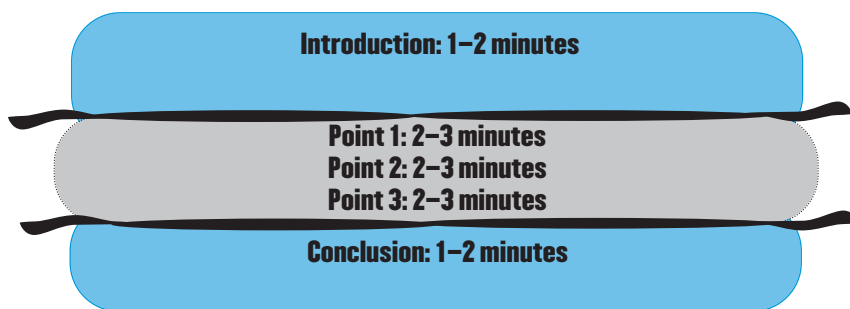 Introduction: 1–2 minutes
Point 1: 2–3 minutes
Point 2: 2–3 minutes
Point 3: 2–3 minutes
Conclusion: 1–2 minutes